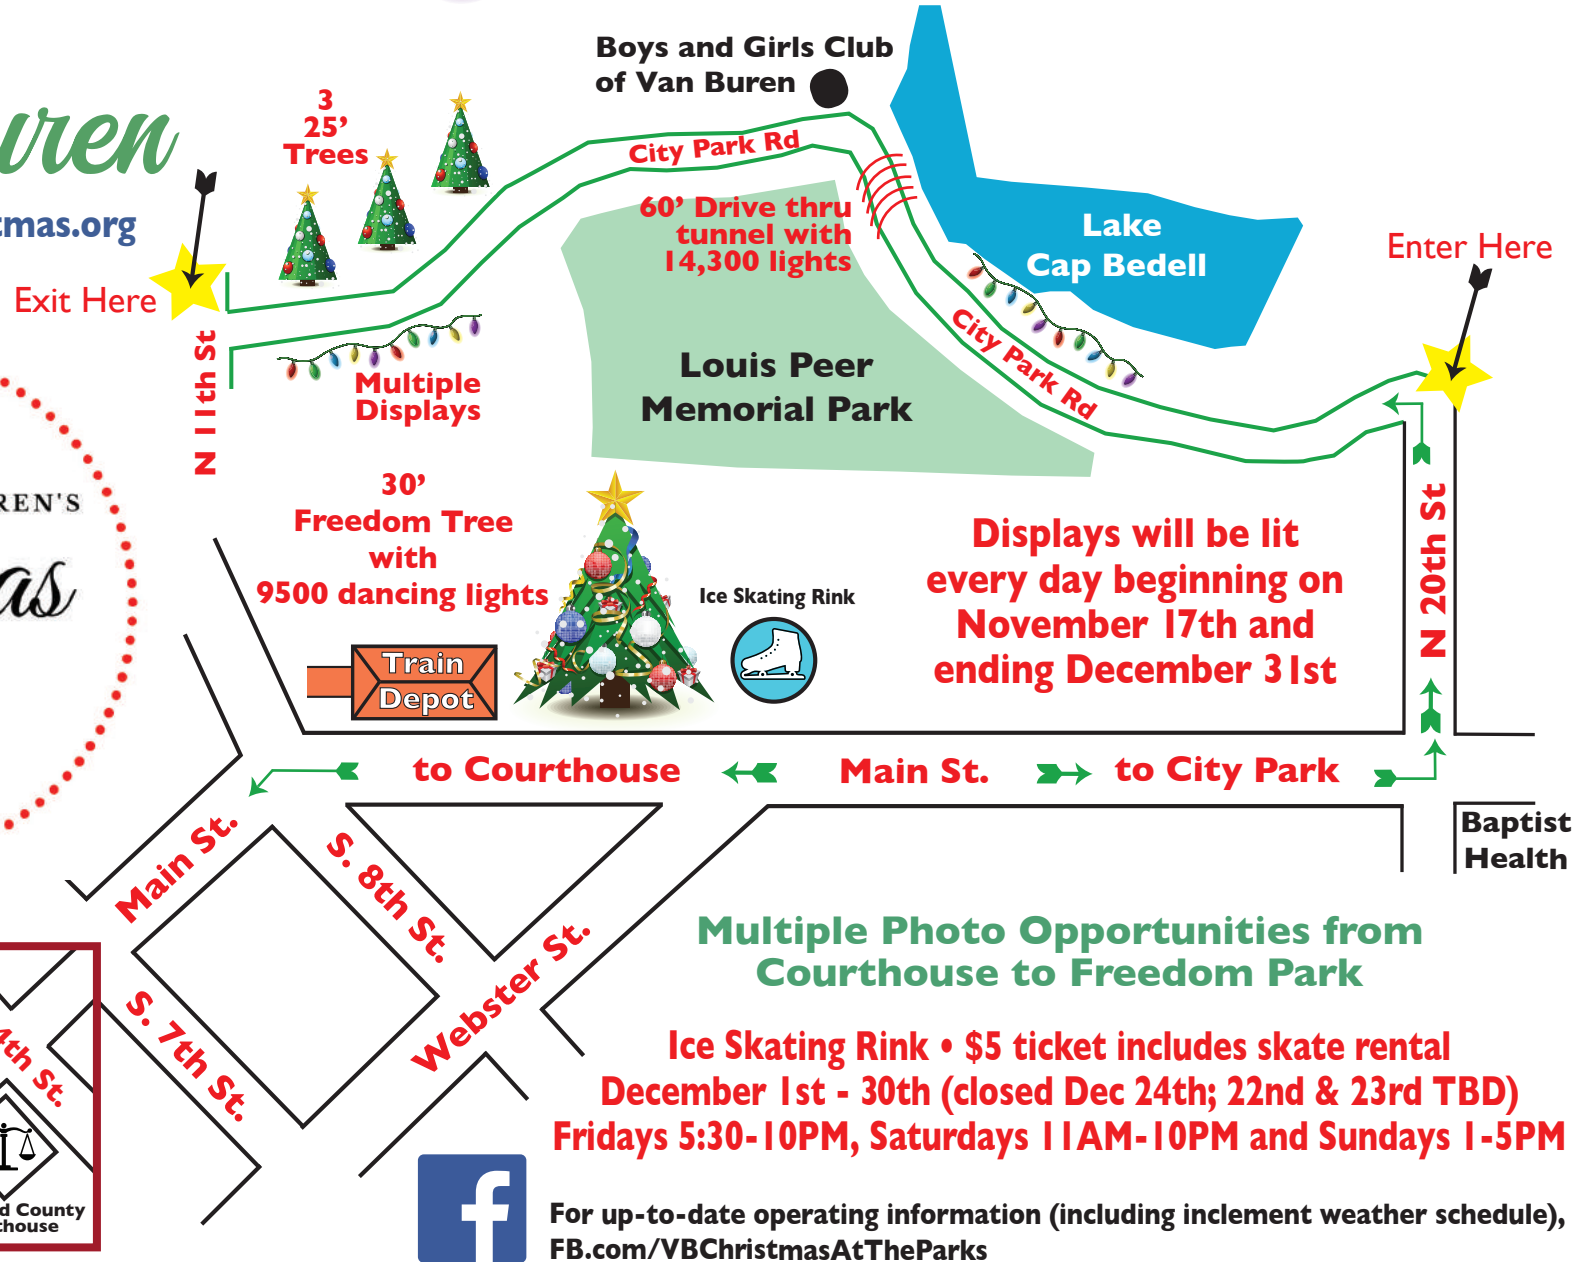 Boys and Girls Club
of Van Buren
3
25’
Trees
City Park Rd
tmas.org
60’ Drive thru
tunnel with
14,300 lights
Lake
Cap Bedell
Enter Here
Exit Here
N 11th St
City Park Rd
Louis Peer
Memorial Park
Multiple
Displays
REN'S
30’
Freedom Tree
with
9500 dancing lights
Ice Skating Rink
Displays will be lit
every day beginning on
November 17th and
ending December 31st
N 20th St
Train
Depot
to Courthouse
Main St.
to City Park
Baptist
Health
Main St.
S. 8th St.
Webster St.
S. 7th St.
4th St.
Multiple Photo Opportunities from
Courthouse to Freedom Park
Ice Skating Rink • $5 ticket includes skate rental
December 1st - 30th (closed Dec 24th; 22nd & 23rd TBD)
Fridays 5:30-10PM, Saturdays 11AM-10PM and Sundays 1-5PM
d County
thouse
For up-to-date operating information (including inclement weather schedule),
FB.com/VBChristmasAtTheParks